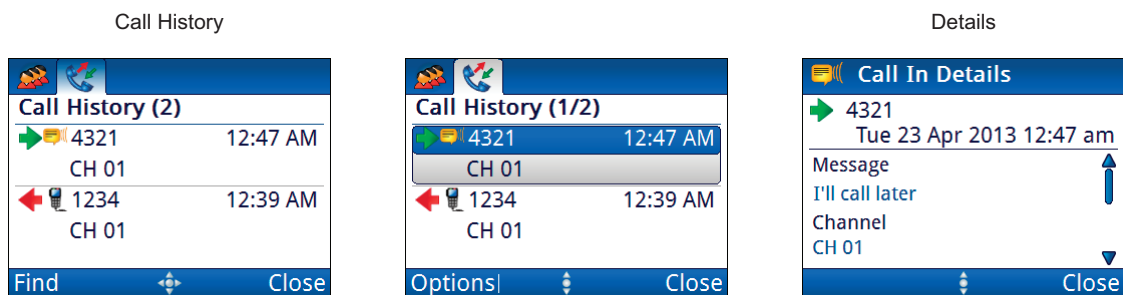 Call History
Details
Call History (2)
4321 12:47 AM
CH 01
1234 12:39 AM
CH 01
Find Close
Call History (1/2)
4321 12:47 AM
CH 01
1234 12:39 AM
CH 01
Options Close
Call In Details
4321
Tue 23 Apr 2013 12:47 am
Message
I'll call later
Channel
CH 01
Close